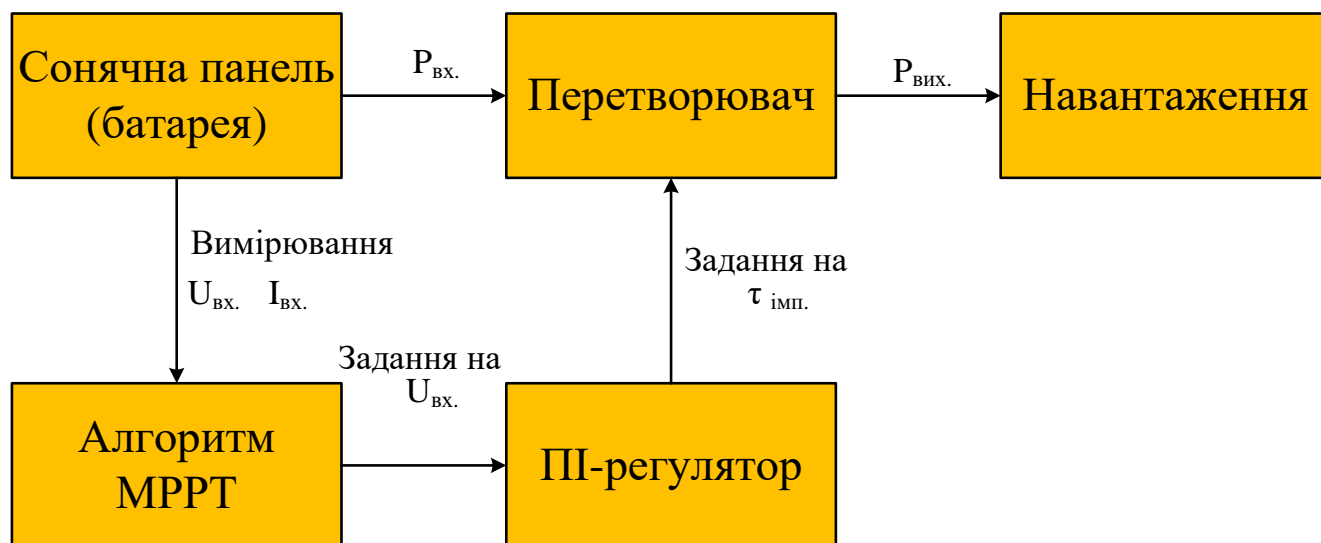 Сонячна панель
(батарея)
Pвх.
Перетворювач
Pвих.
Навантаження
Вимірювання
Uвх. Iвх.
Задання на
τ імп.
Задання на
Uвх.
Алгоритм
МРРТ
ПІ-регулятор